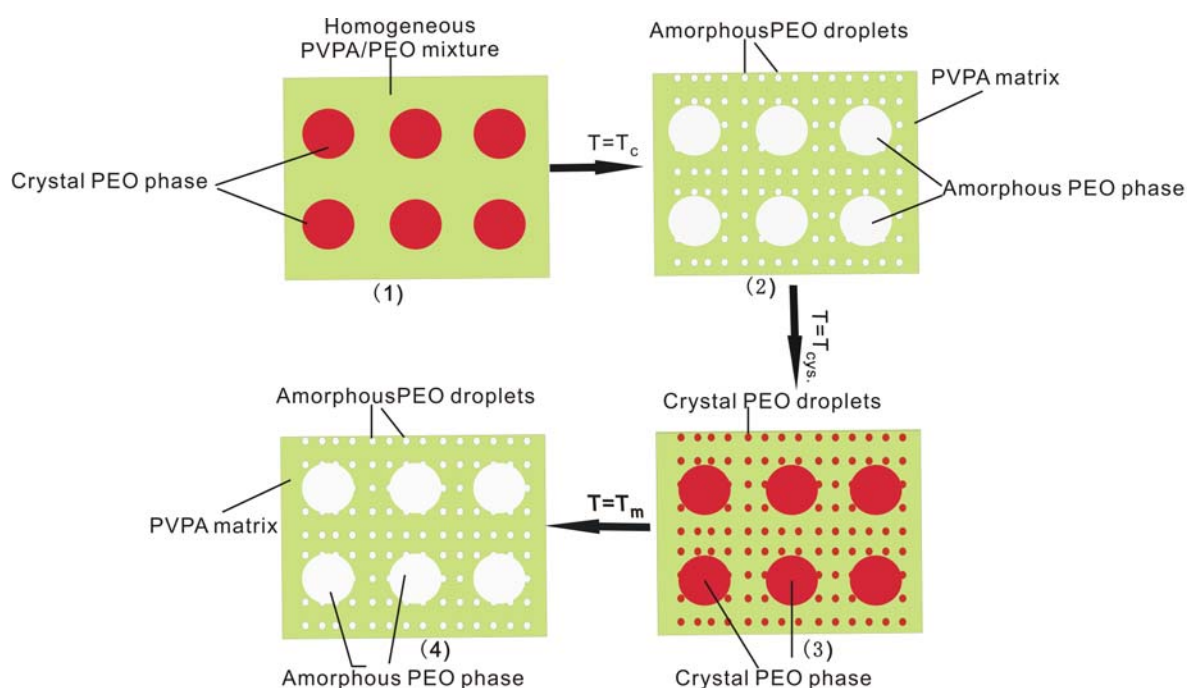 Homogeneous
PVPA/PEO mixture
Crystal PEO phase
(1)
T=Tc
AmorphousPEO droplets
PVPA matrix
Amorphous PEO phase
(2)
T=Tcys.
Crystal PEO droplets
(3)
Crystal PEO phase
T=Tm
AmorphousPEO droplets
PVPA matrix
(4)
Amorphous PEO phase